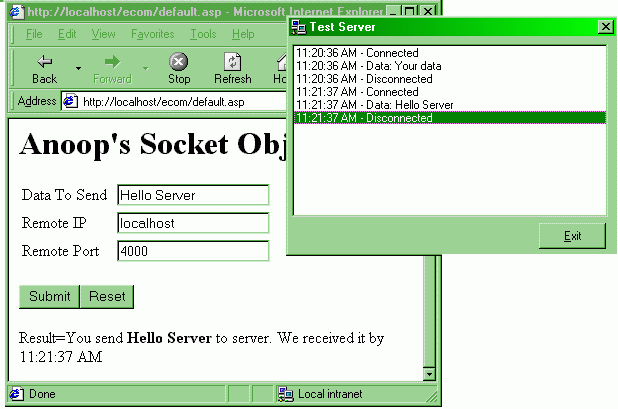 http://localhost/ecom/default.asp - Microsoft Internet Explorer
File Edit View Favorites Tools Help
Back Forward Stop Refresh
Address http://localhost/ecom/default.asp
Anoop's Socket Obj
Data To Send Hello Server
Remote IP localhost
Remote Port 4000
Submit Reset
Result=You send Hello Server to server. We received it by
11:21:37 AM
Done Local intranet
Test Server
11:20:36 AM - Connected
11:20:36 AM - Data: Your data
11:20:36 AM - Disconnected
11:21:37 AM - Connected
11:21:37 AM - Data: Hello Server
11:21:37 AM - Disconnected
Exit